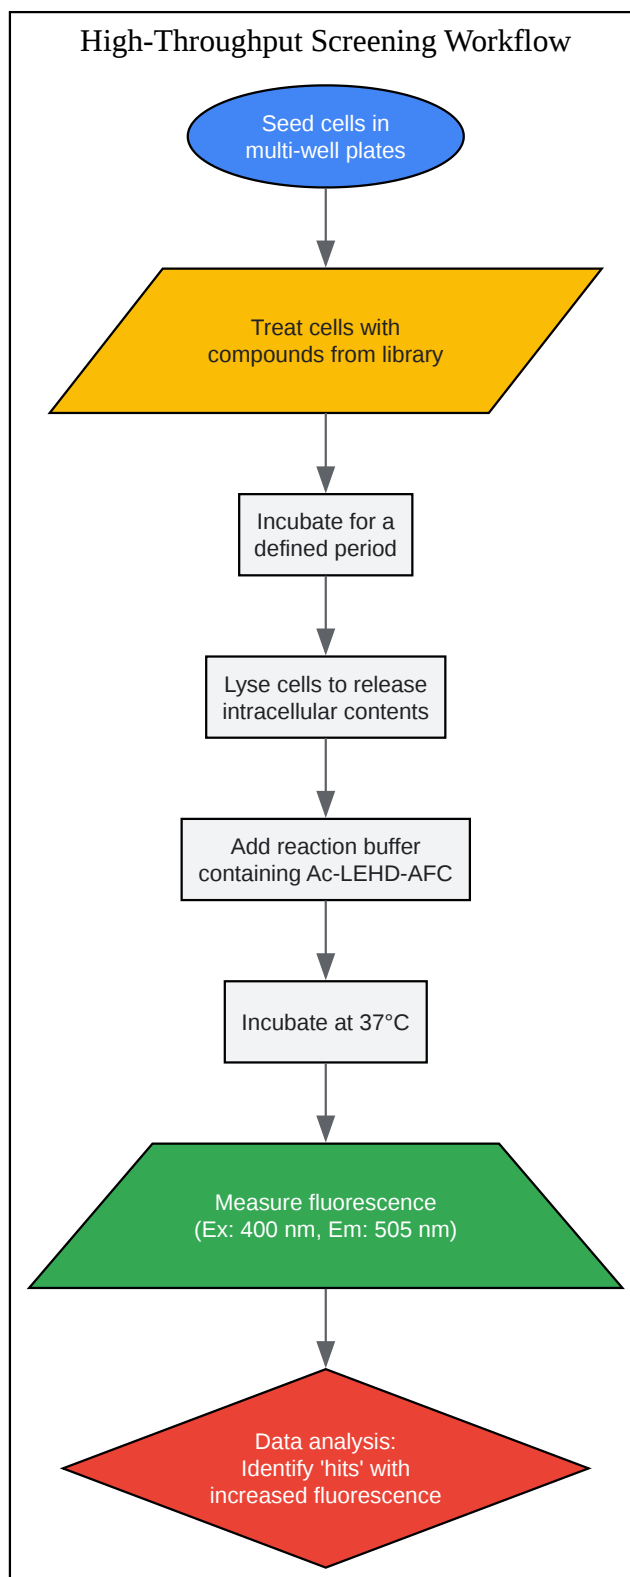 High-Throughput Screening Workflow
Seed cells in
multi-well plates
Treat cells with
compounds from library
Incubate for a
defined period
Lyse cells to release
intracellular contents
Add reaction buffer
containing Ac-LEHD-AFC
Incubate at 37°C
Measure fluorescence
(Ex: 400 nm, Em: 505 nm)
Data analysis:
Identify 'hits' with
increased fluorescence